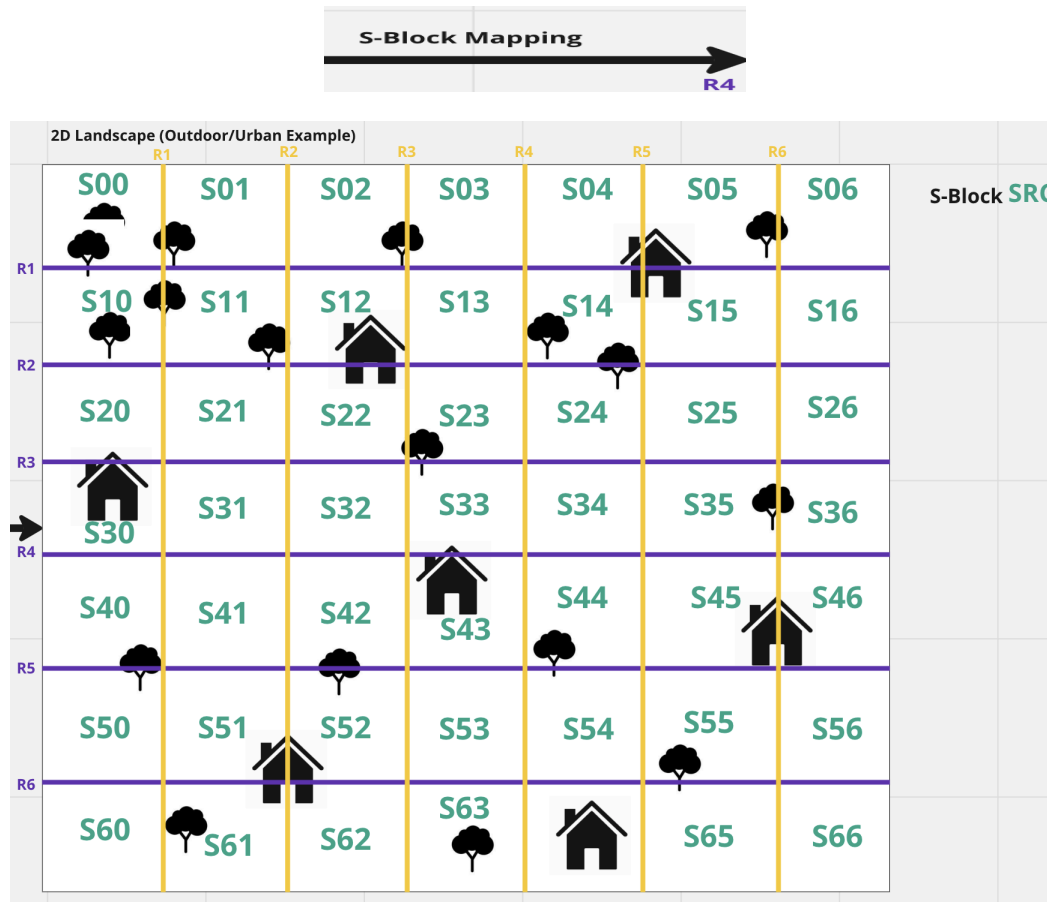 S-Block Mapping
R4
2D Landscape (Outdoor/Urban Example)
R1 R2 R3 R4 R5 R6
S00 S01 S02 S03 S04 S05 S06
S-Block SRC
R1
S10 S11 S12 S13 S14 S15 S16
R2
S20 S21 S22 S23 S24 S25 S26
R3
S30 S31 S32 S33 S34 S35 S36
R4
S40 S41 S42 S43 S44 S45 S46
R5
S50 S51 S52 S53 S54 S55 S56
R6
S60 S61 S62 S63 S65 S66